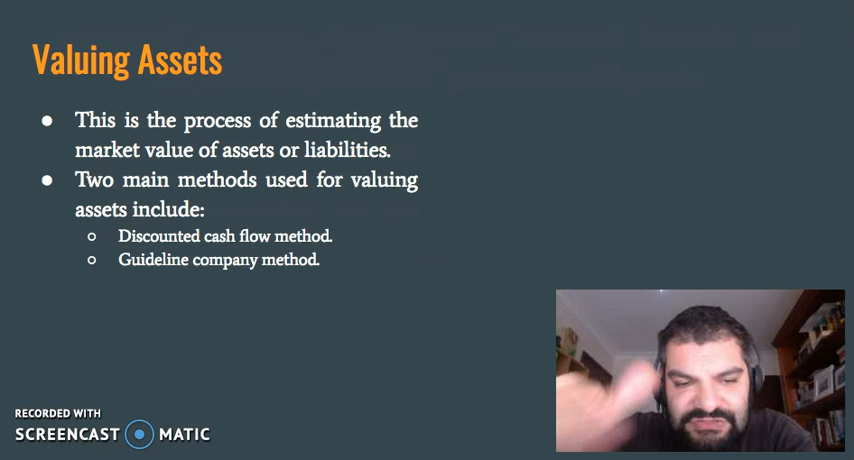 Valuing Assets
● This is the process of estimating the
market value of assets or liabilities.
● Two main methods used for valuing
assets include:
○ Discounted cash flow method.
○ Guideline company method.
RECORDED WITH
SCREENCAST MATIC